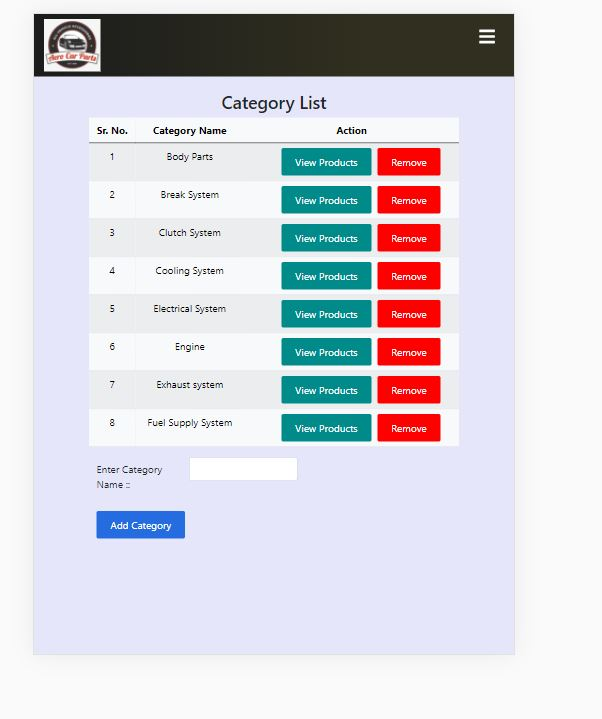 Aero Car Parts
Category List
Sr. No. Category Name Action
1 Body Parts View Products Remove
2 Break System View Products Remove
3 Clutch System View Products Remove
4 Cooling System View Products Remove
5 Electrical System View Products Remove
6 Engine View Products Remove
7 Exhaust system View Products Remove
8 Fuel Supply System View Products Remove
Enter Category
Name ::
Add Category